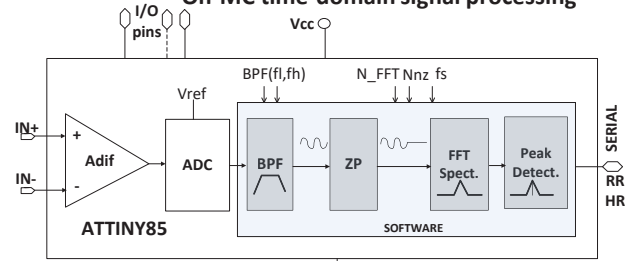 On-MC time-domain signal processing
I/O
pins
Vcc
BPF(fl,fh)
N_FFT Nnz fs
Vref
IN+
+
Adif
-
IN-
ADC
BPF
ZP
FFT
Spect.
Peak
Detect.
SERIAL
RR
HR
ATTINY85
SOFTWARE